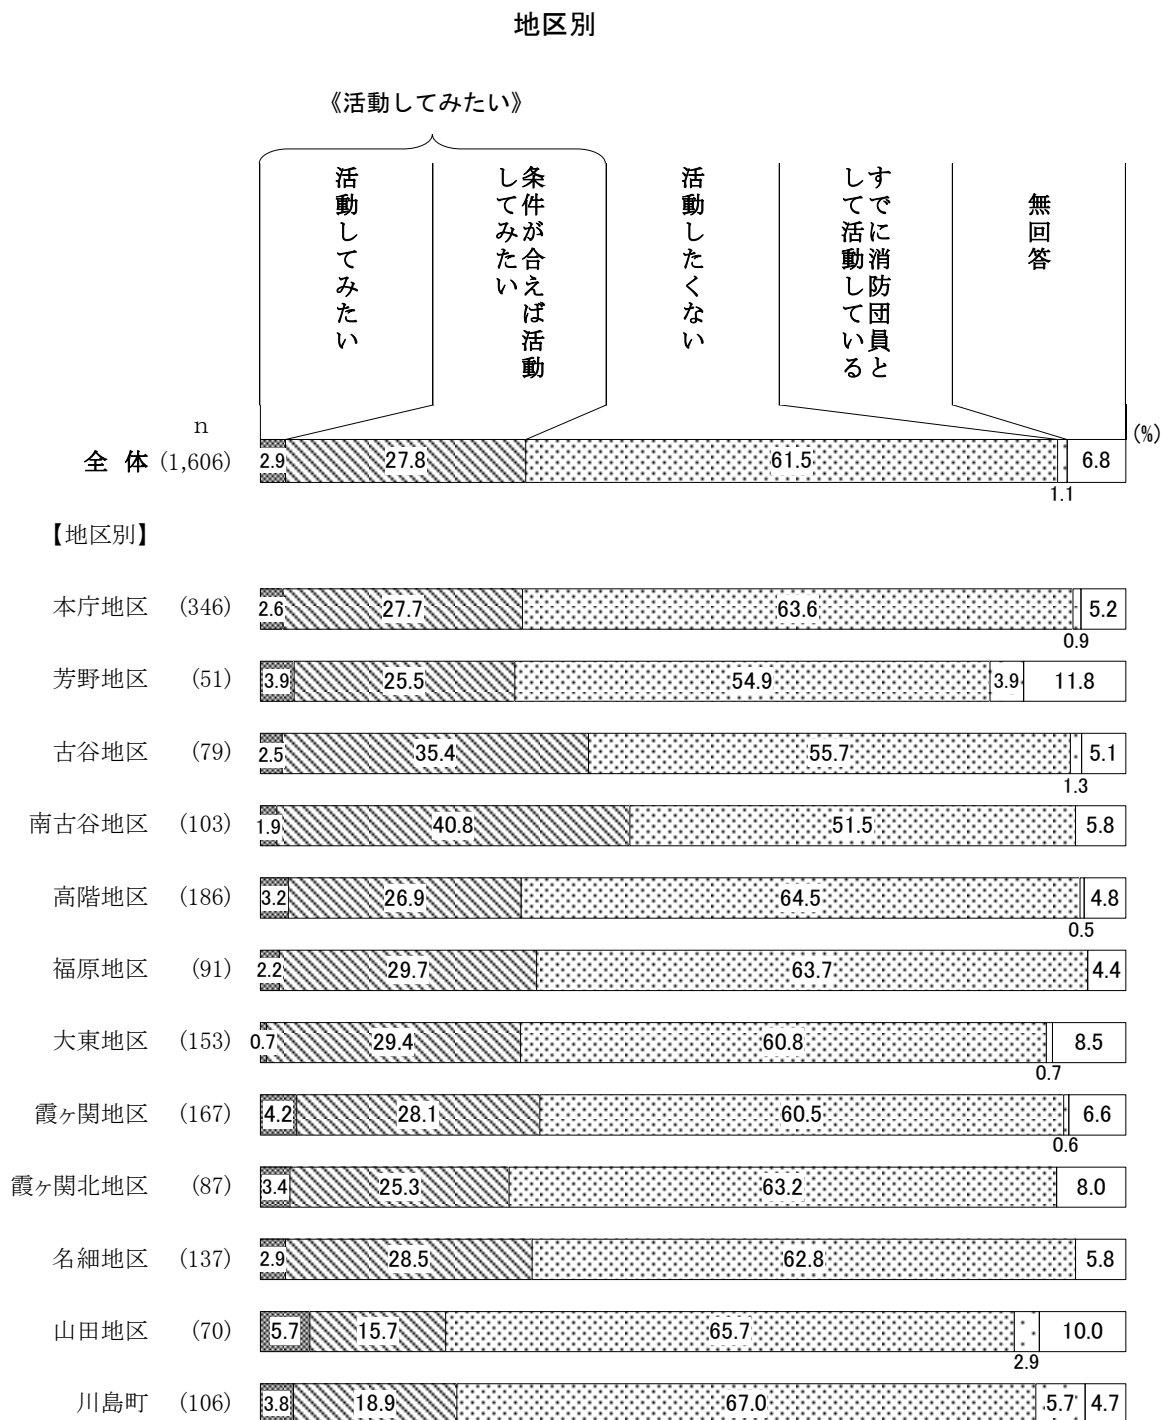 地区別
《活動してみたい》
活動してみたい
条件が合えば活動
してみたい
活動したくない
すでに消防団員と
して活動している
無回答
n
(%)
全 体 (1,606) 2.9 27.8 61.5 6.8
1.1
【地区別】
本庁地区 (346) 2.6 27.7 63.6 5.2
0.9
芳野地区 (51) 3.9 25.5 54.9 3.9 11.8
古谷地区 (79) 2.5 35.4 55.7 5.1
1.3
南古谷地区 (103) 1.9 40.8 51.5 5.8
高階地区 (186) 3.2 26.9 64.5 4.8
0.5
福原地区 (91) 2.2 29.7 63.7 4.4
大東地区 (153) 0.7 29.4 60.8 8.5
0.7
霞ヶ関地区 (167) 4.2 28.1 60.5 6.6
0.6
霞ヶ関北地区 (87) 3.4 25.3 63.2 8.0
名細地区 (137) 2.9 28.5 62.8 5.8
山田地区 (70) 5.7 15.7 65.7 10.0
2.9
川島町 (106) 3.8 18.9 67.0 5.7 4.7